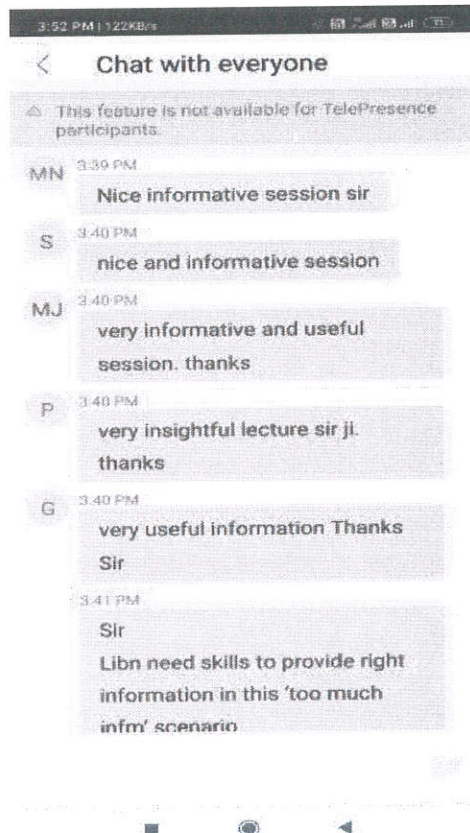 3:52 PM | 122KB/s
Chat with everyone
This feature is not available for TelePresence
participants.
MN
3:39 PM
Nice informative session sir
S
3:40 PM
nice and informative session
MJ
3:40 PM
very informative and useful
session. thanks
P
3:40 PM
very insightful lecture sir ji.
thanks
G
3:40 PM
very useful information Thanks
Sir
3:41 PM
Sir
Libn need skills to provide right
information in this 'too much
infm' scenario